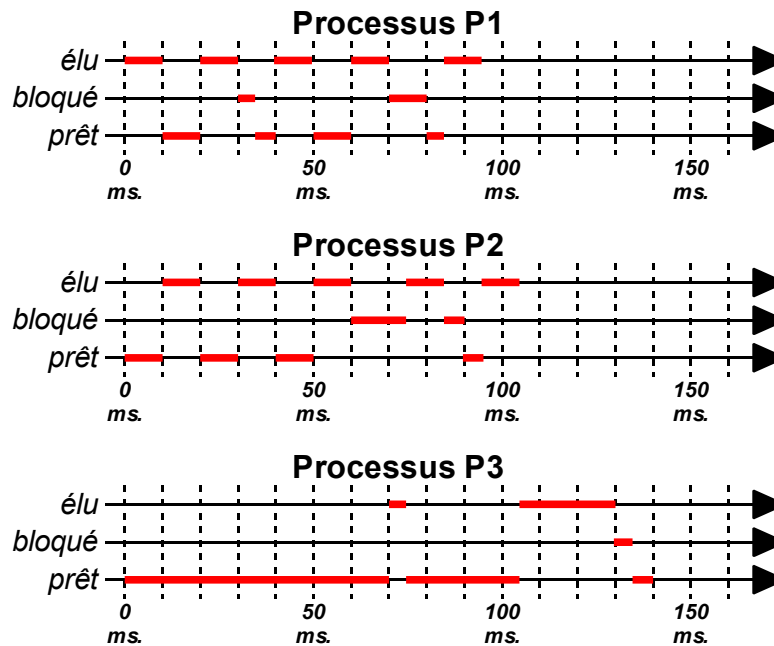 Processus P1
élu
bloqué
prêt
0 50 100 150
ms. ms. ms. ms.
Processus P2
élu
bloqué
prêt
0 50 100 150
ms. ms. ms. ms.
Processus P3
élu
bloqué
prêt
0 50 100 150
ms. ms. ms. ms.